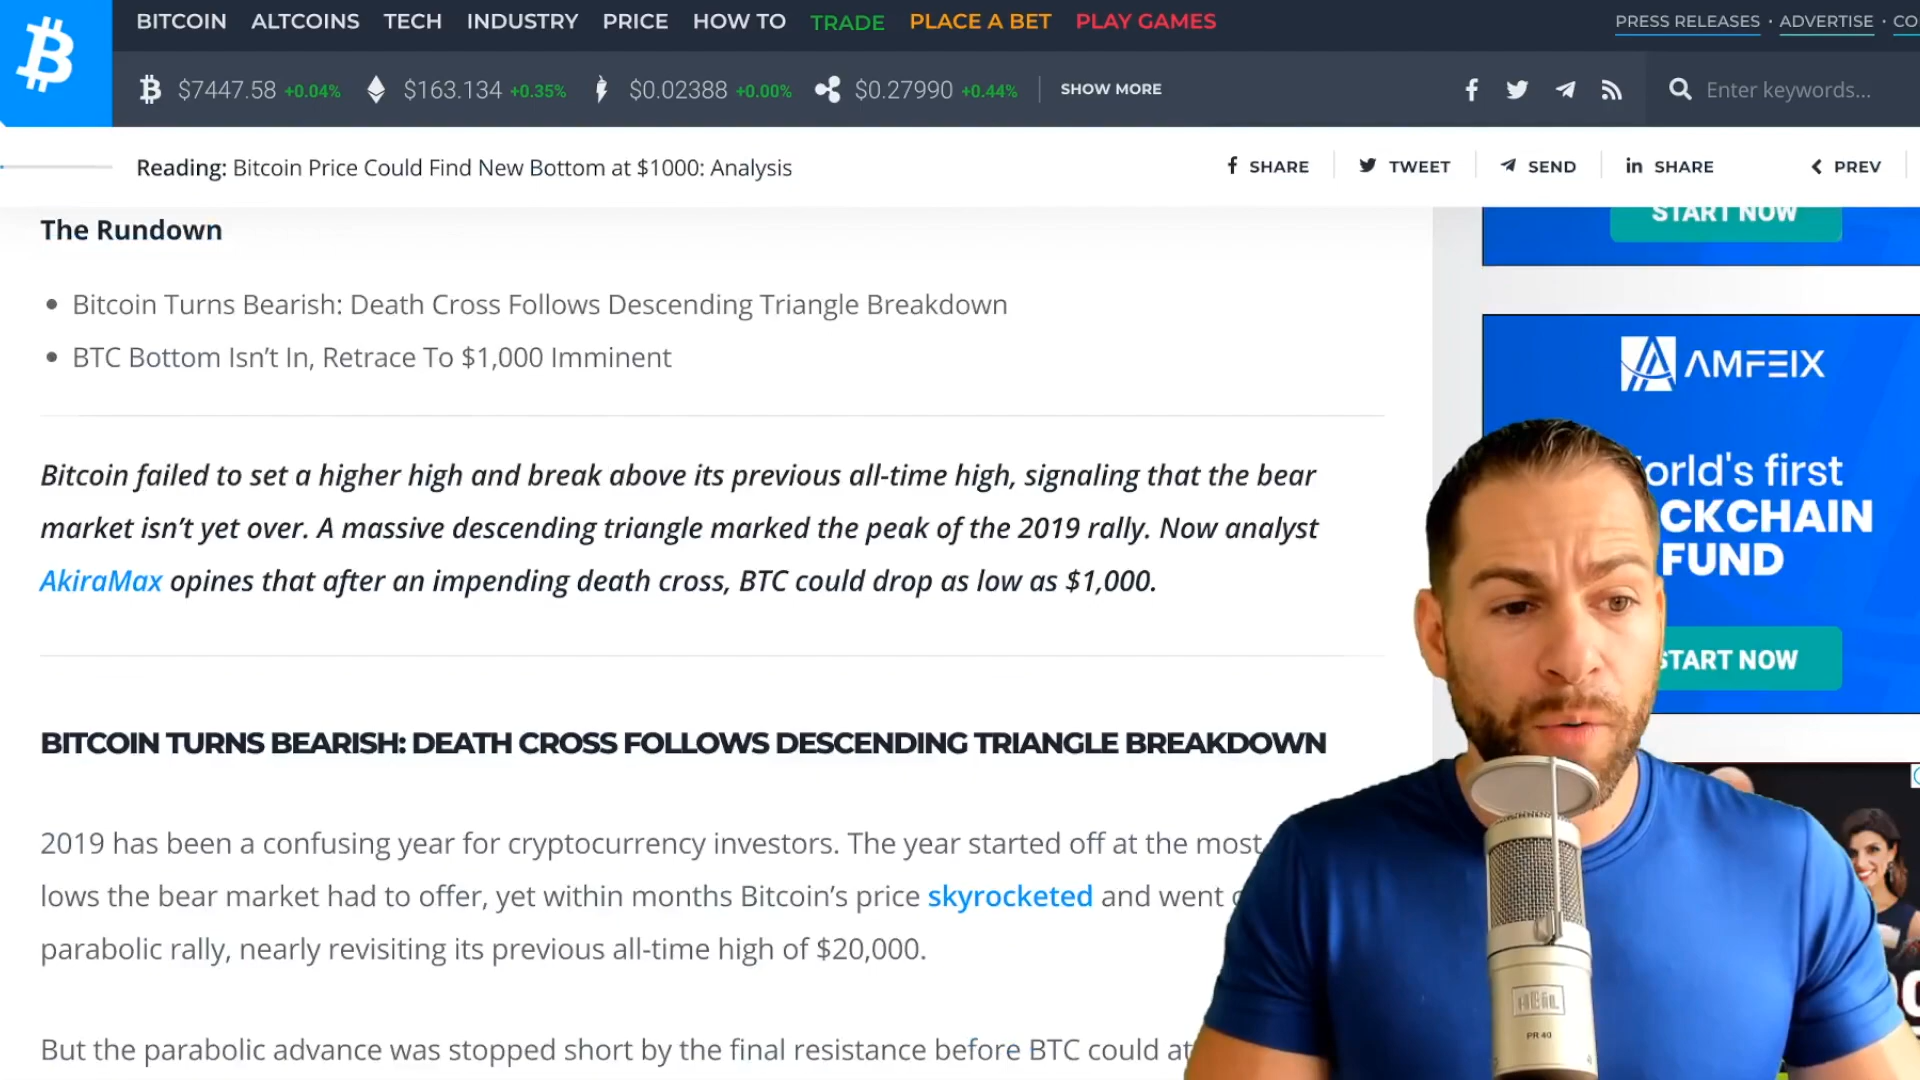 BITCOIN ALTCOINS TECH INDUSTRY PRICE HOW TO TRADE PLACE A BET PLAY GAMES PRESS RELEASES · ADVERTISE · CO
$7447.58 +0.04% $163.134 +0.35% $0.02388 +0.00% $0.27990 +0.44% SHOW MORE Enter keywords...
Reading: Bitcoin Price Could Find New Bottom at $1000: Analysis SHARE TWEET SEND SHARE PREV
START NOW
The Rundown
• Bitcoin Turns Bearish: Death Cross Follows Descending Triangle Breakdown
• BTC Bottom Isn't In, Retrace To $1,000 Imminent
Bitcoin failed to set a higher high and break above its previous all-time high, signaling that the bear
market isn't yet over. A massive descending triangle marked the peak of the 2019 rally. Now analyst
AkiraMax opines that after an impending death cross, BTC could drop as low as $1,000.
BITCOIN TURNS BEARISH: DEATH CROSS FOLLOWS DESCENDING TRIANGLE BREAKDOWN
2019 has been a confusing year for cryptocurrency investors. The year started off at the most
lows the bear market had to offer, yet within months Bitcoin's price skyrocketed and went
parabolic rally, nearly revisiting its previous all-time high of $20,000.
But the parabolic advance was stopped short by the final resistance before BTC could at
AMFEIX
orld's first
CKCHAIN
FUND
START NOW
HEiL
PR 40